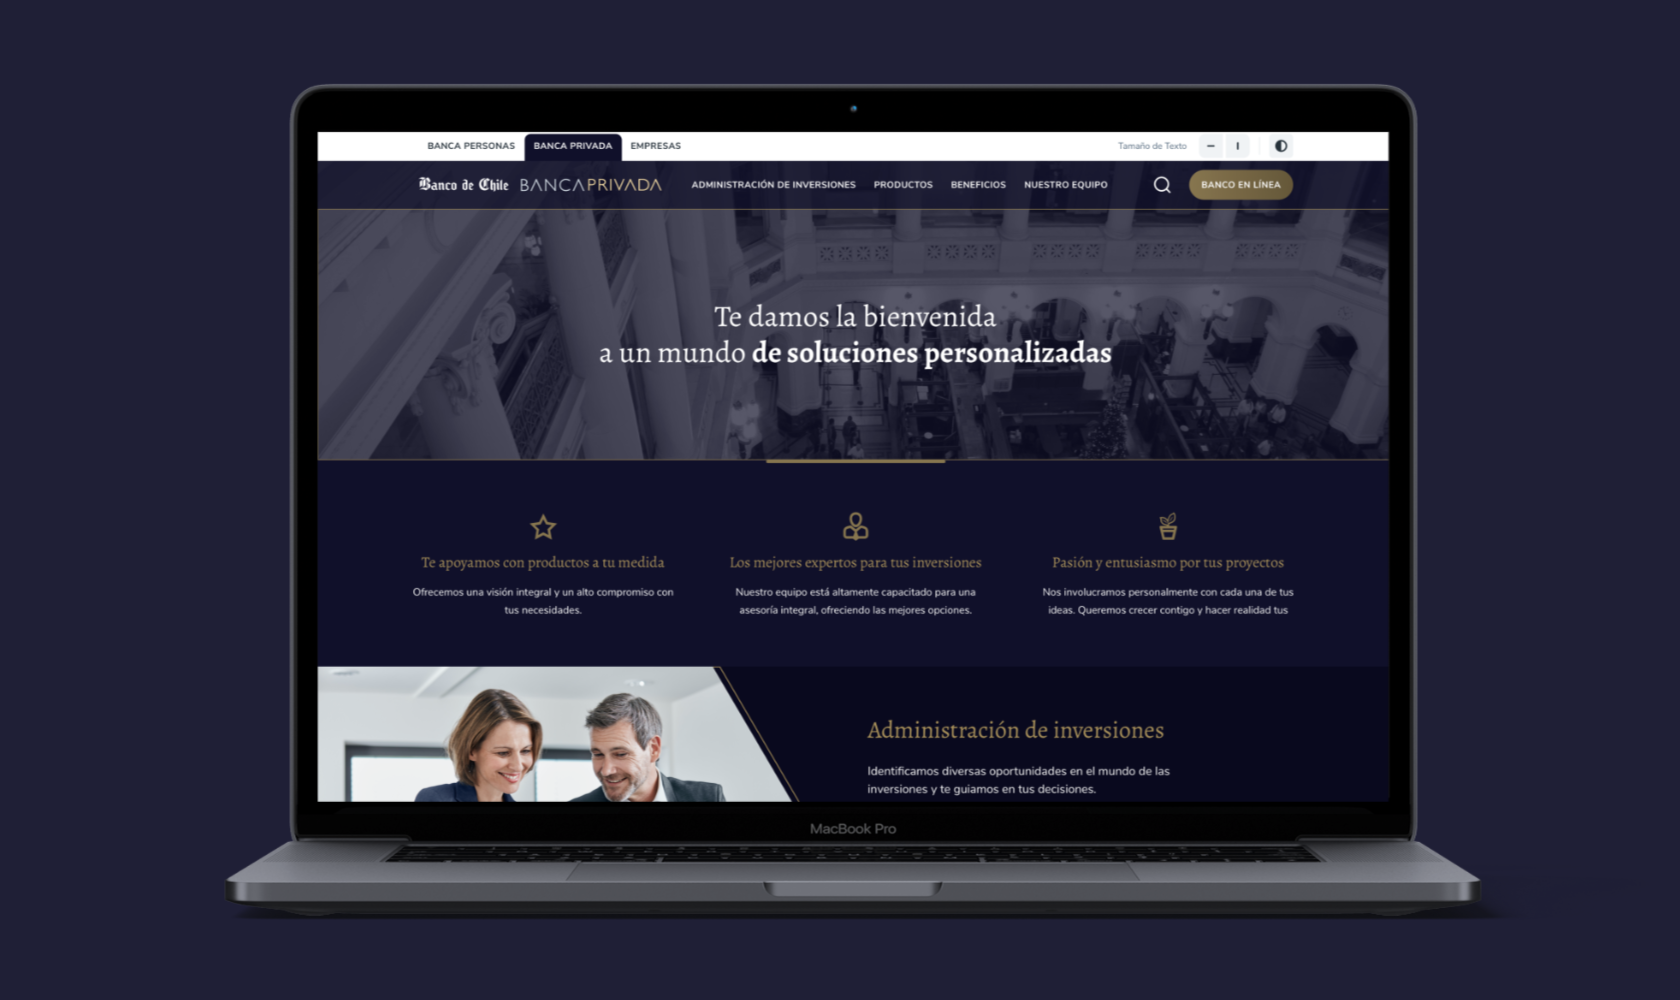 BANCA PERSONAS BANCA PRIVADA EMPRESAS Tamaño de Texto
Banco de Chile BANCAPRIVADA ADMINISTRACIÓN DE INVERSIONES PRODUCTOS BENEFICIOS NUESTRO EQUIPO BANCO EN LÍNEA
Te damos la bienvenida
a un mundo de soluciones personalizadas
Te apoyamos con productos a tu medida
Ofrecemos una visión integral y un alto compromiso con
tus necesidades.
Los mejores expertos para tus inversiones
Nuestro equipo está altamente capacitado para una
asesoría integral, ofreciendo las mejores opciones.
Pasión y entusiasmo por tus proyectos
Nos involucramos personalmente con cada una de tus
ideas. Queremos crecer contigo y hacer realidad tus
Administración de inversiones
Identificamos diversas oportunidades en el mundo de las
inversiones y te guiamos en tus decisiones.
MacBook Pro